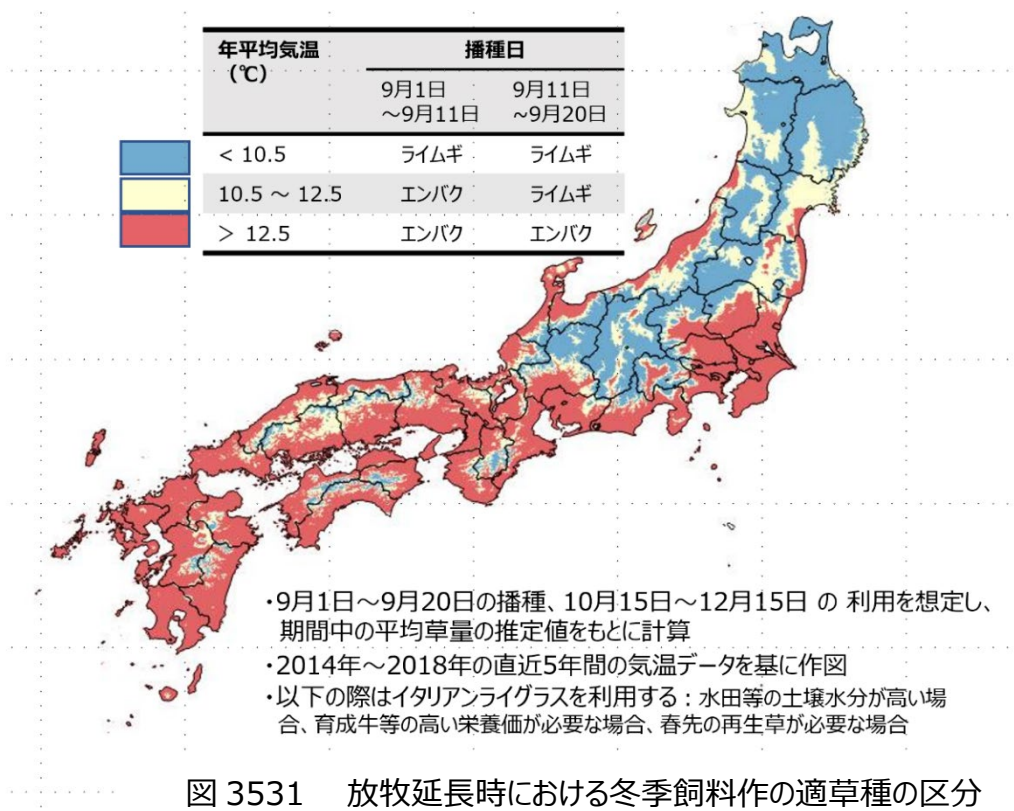 年平均気温
（℃）
播種日
9月1日
～9月11日
9月11日
~9月20日
< 10.5
ライムギ
ライムギ
10.5 ～ 12.5
エンバク
ライムギ
＞ 12.5
エンバク
エンバク
・9月1日～9月20日の播種、10月15日～12月15日 の 利用を想定し、
期間中の平均草量の推定値をもとに計算
・2014年～2018年の直近5年間の気温データを基に作図
・以下の際はイタリアンライグラスを利用する：水田等の土壌水分が高い場
合、育成牛等の高い栄養価が必要な場合、春先の再生草が必要な場合
図 3531 放牧延長時における冬季飼料作の適草種の区分